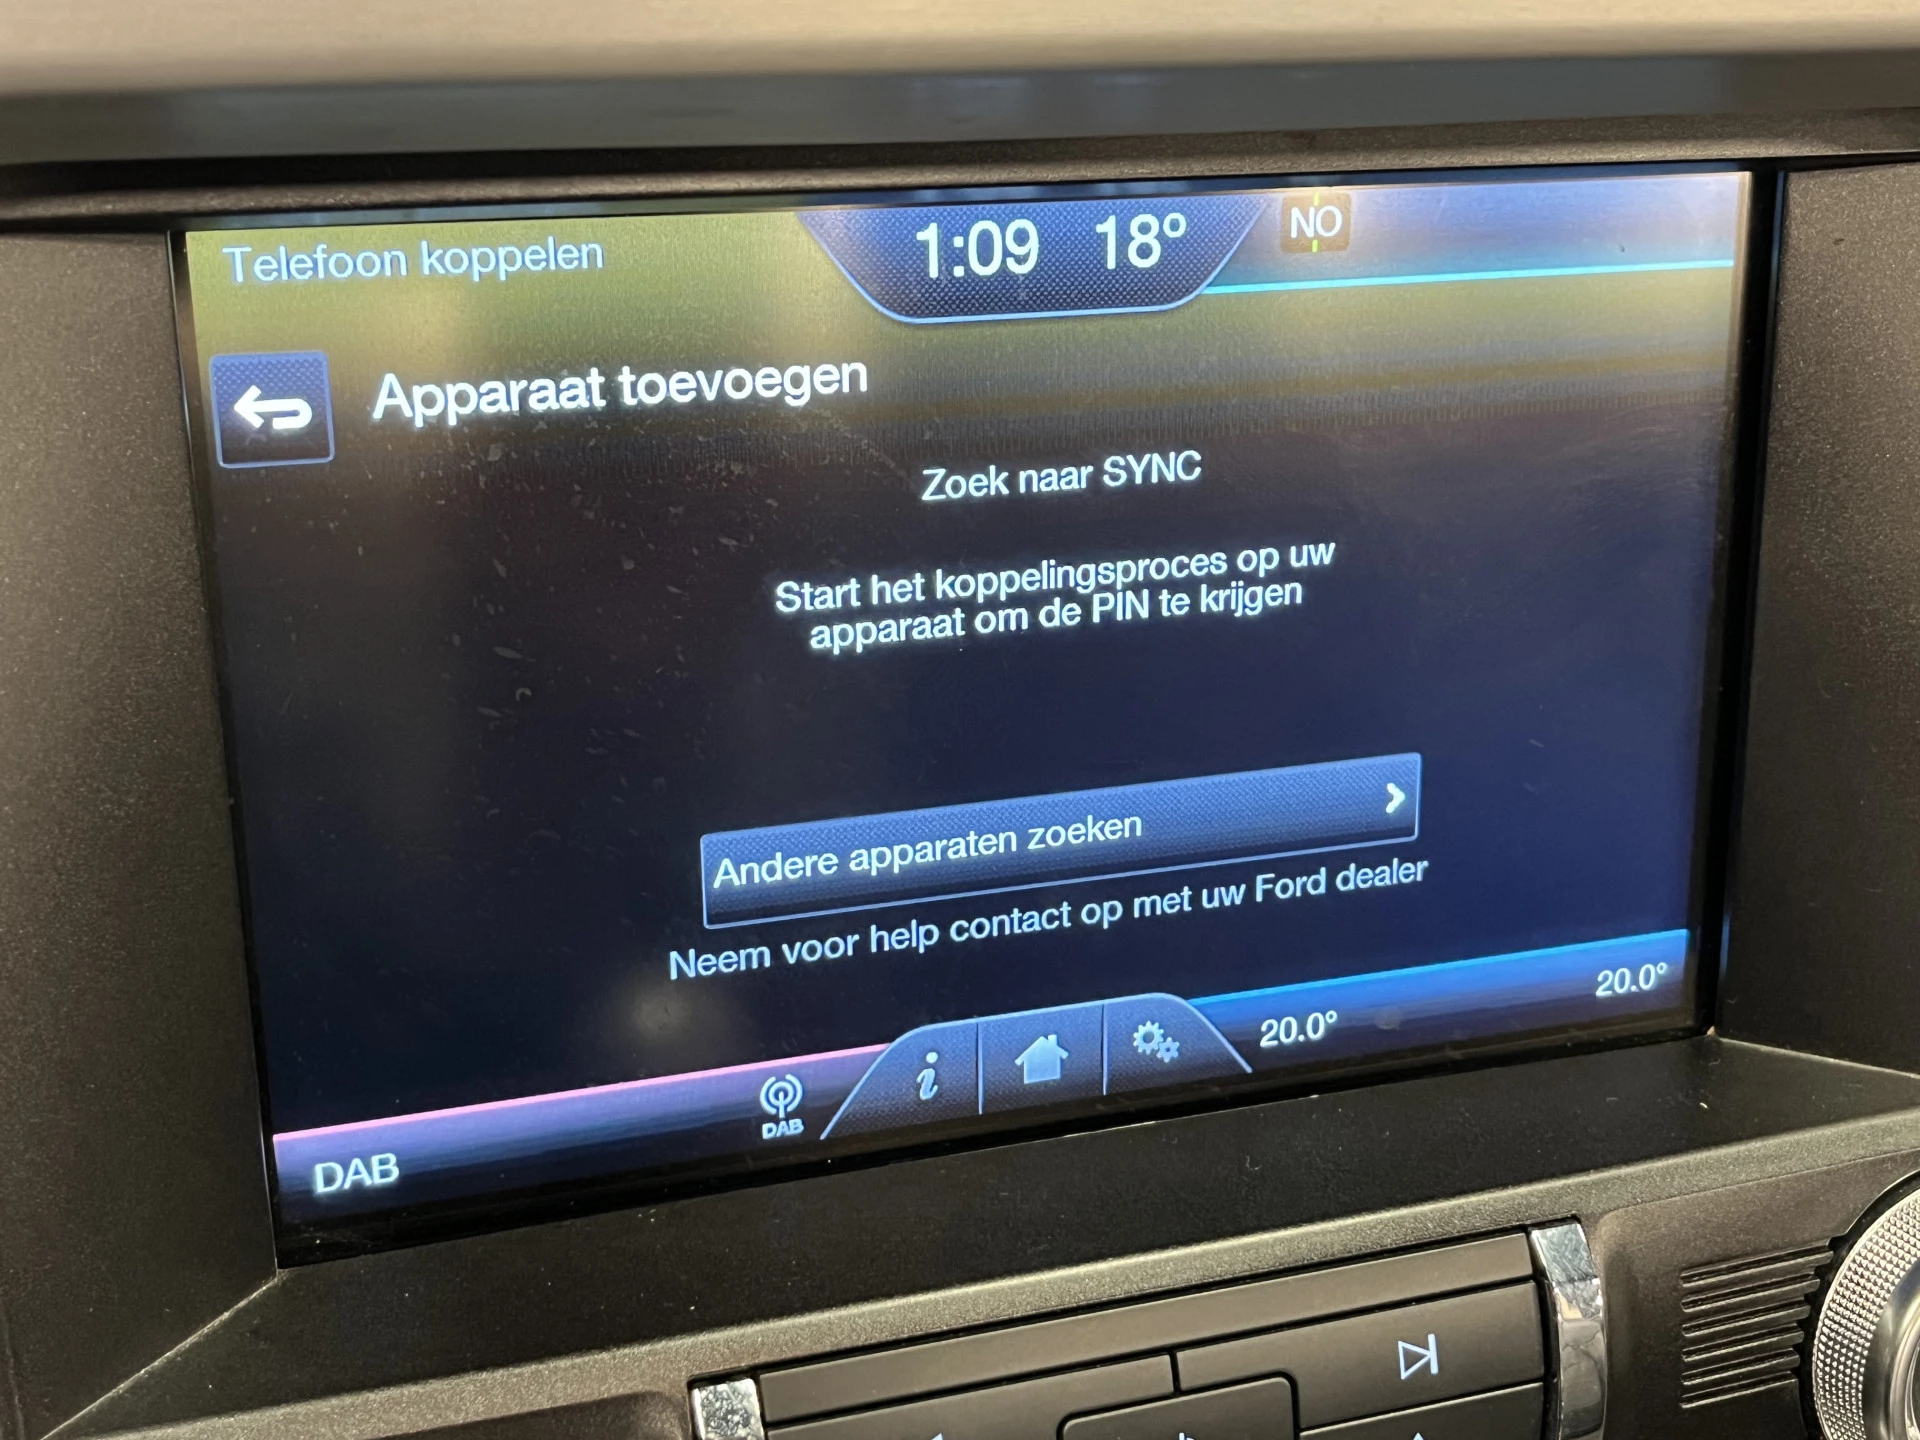 Telefoon koppelen
1:09 18°
NO
Apparaat toevoegen
Zoek naar SYNC
Start het koppelingsproces op uw
apparaat om de PIN te krijgen
Andere apparaten zoeken
Neem voor help contact op met uw Ford dealer
20.0°
20.0°
i
DAB
DAB